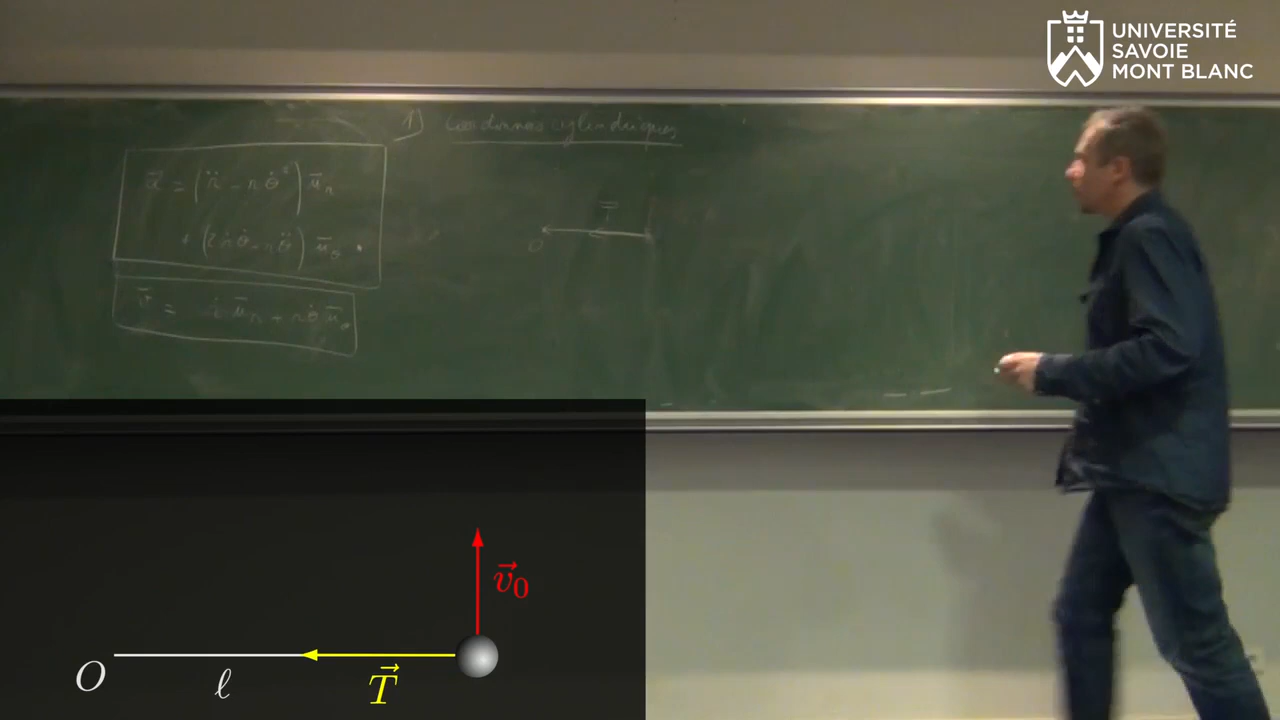 UNIVERSITÉ
SAVOIE
MONT BLANC
1) Coordonnées cylindriques
a⃗ = (r̈ - rθ̇²) u⃗r
+ (2ṙθ̇ + rθ̈) u⃗θ.
v⃗ = ṙ u⃗r + rθ̇ u⃗θ
T⃗
O
v⃗₀
O
ℓ
T⃗